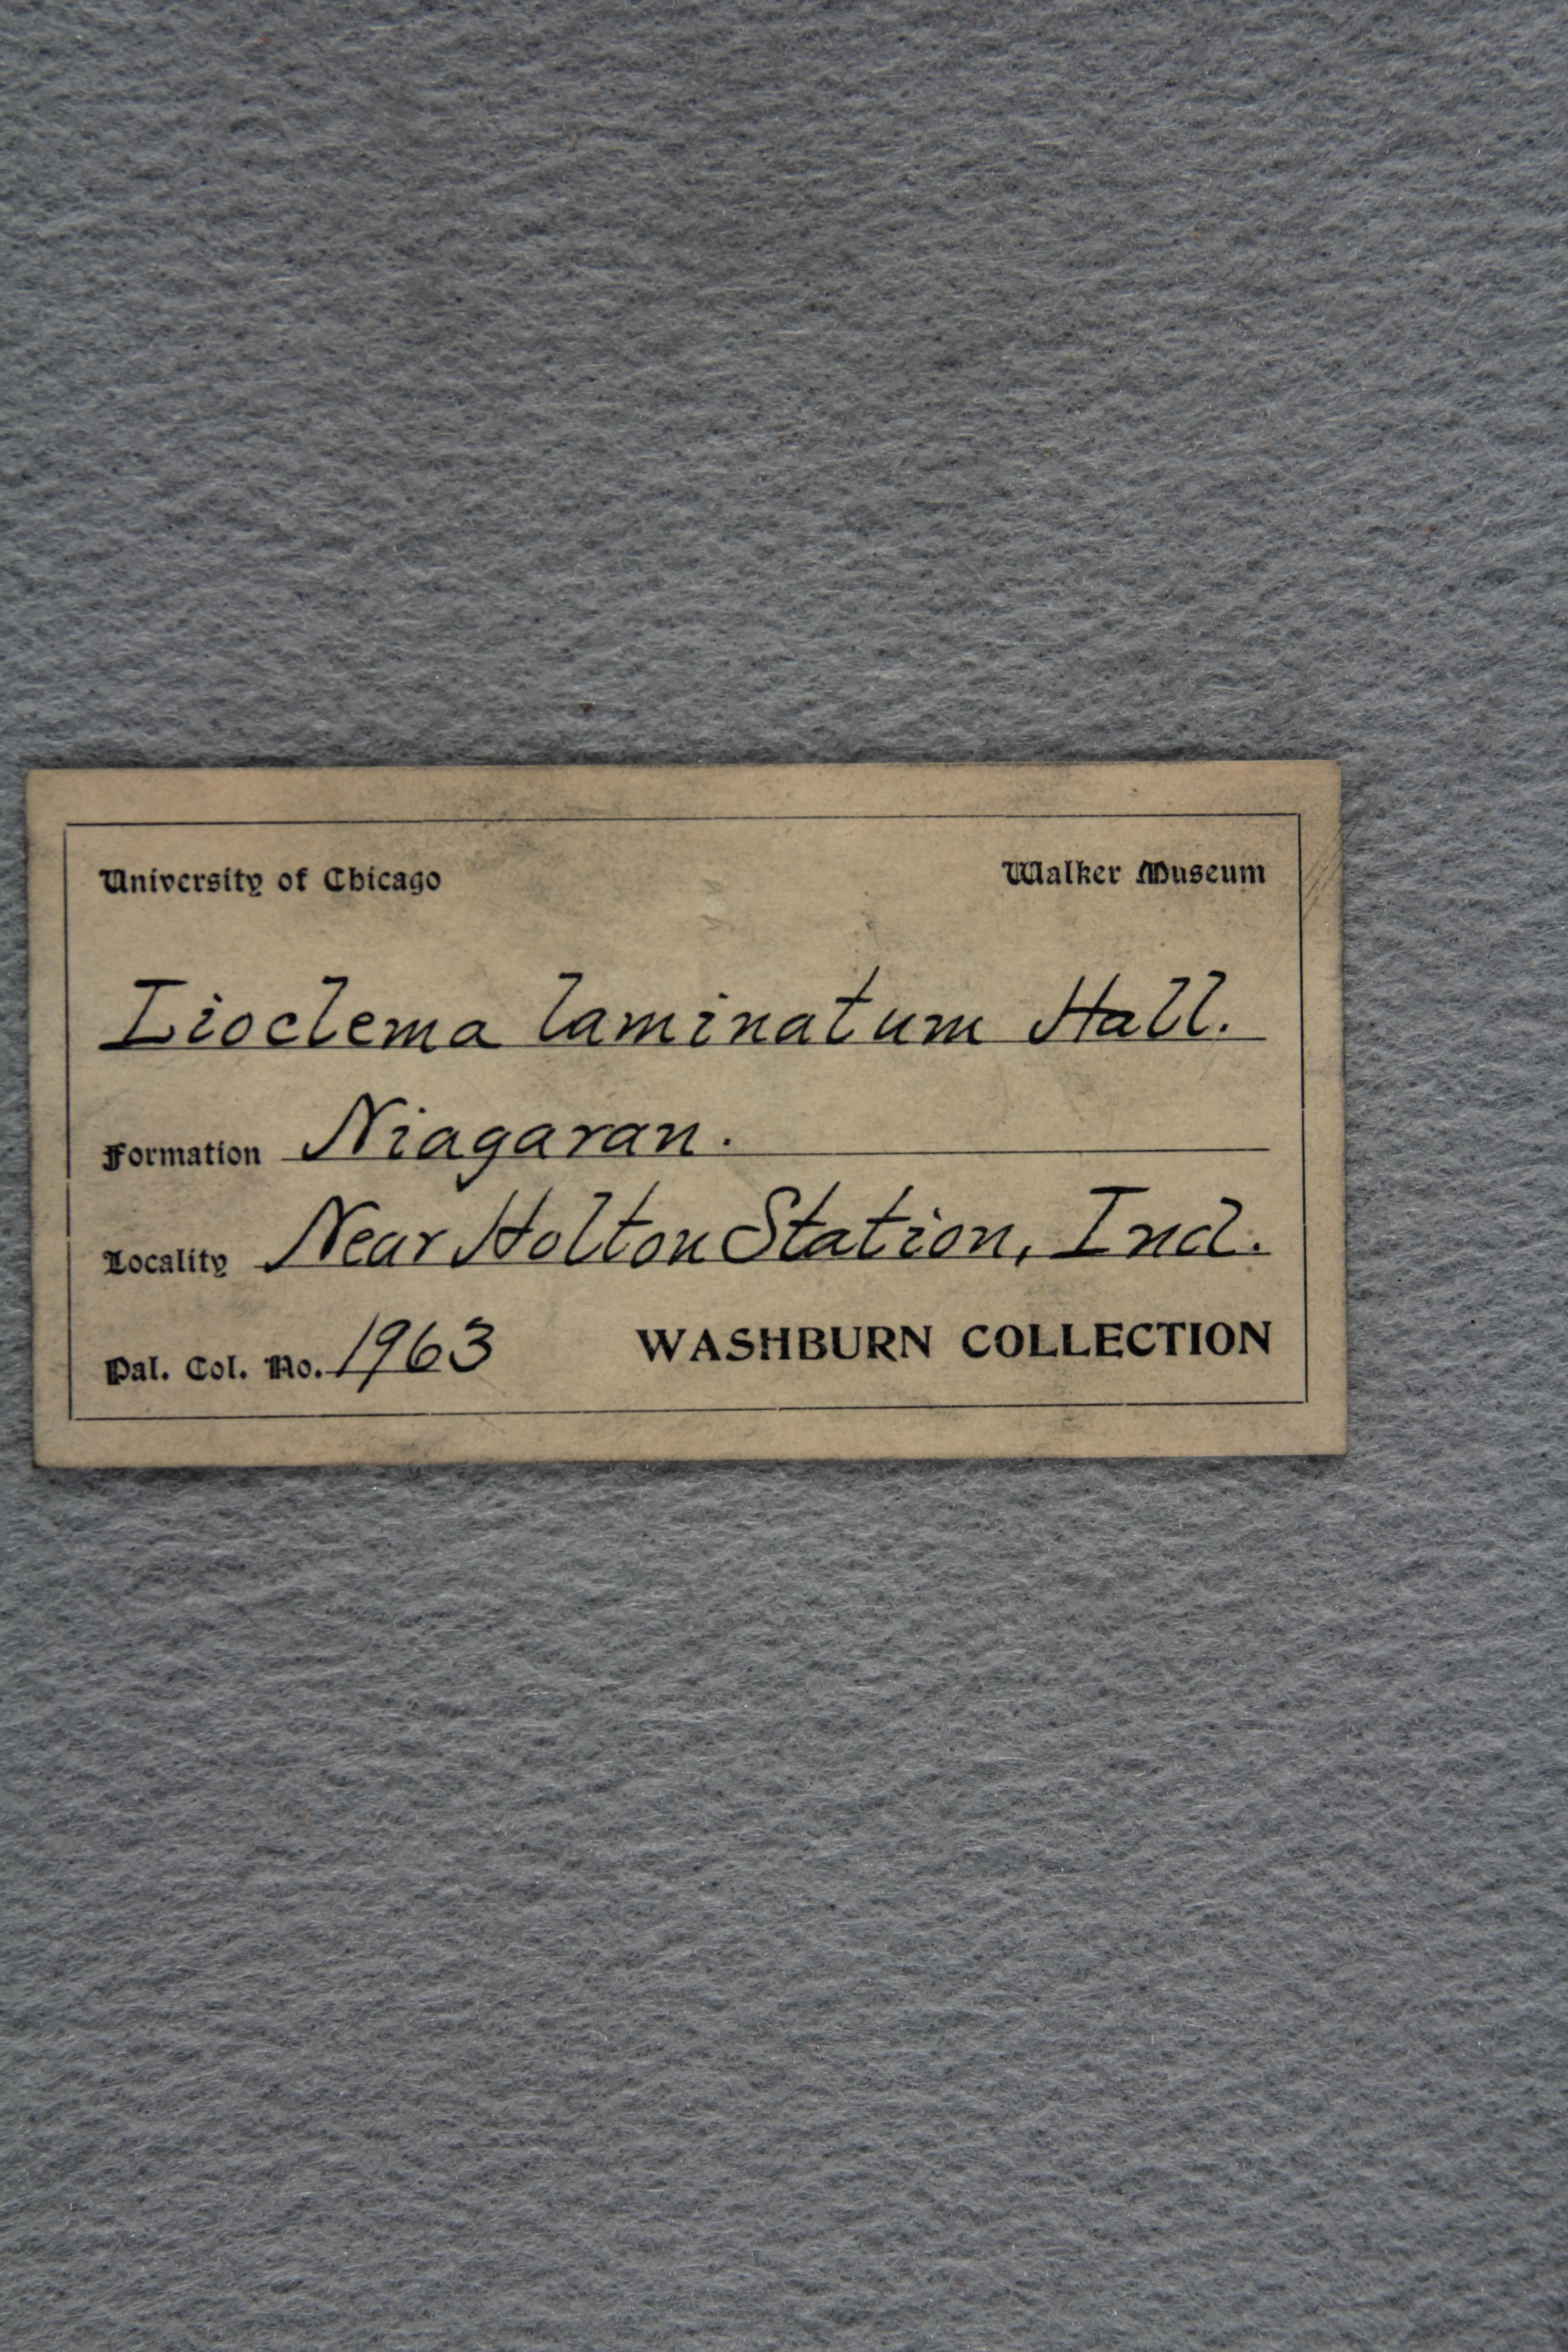 University of Chicago Walker Museum
Lioclema laminatum Hall.
Formation Niagaran.
Locality Near Holton Station, Ind.
Pal. Col. No. 1963 WASHBURN COLLECTION